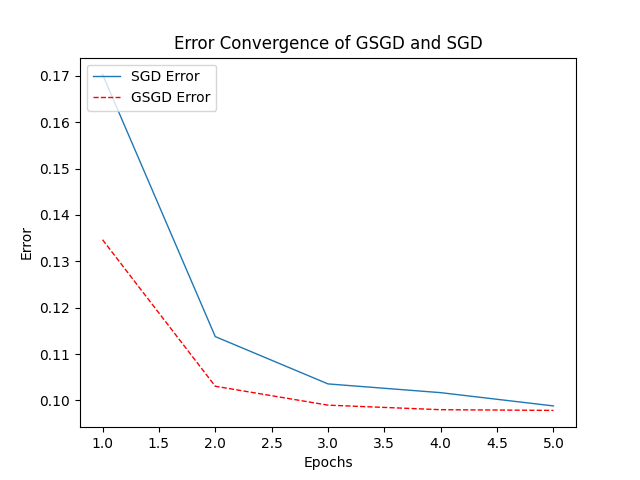 Error Convergence of GSGD and SGD
SGD Error
GSGD Error
0.17
0.16
0.15
0.14
0.13
0.12
0.11
0.10
Error
1.0 1.5 2.0 2.5 3.0 3.5 4.0 4.5 5.0
Epochs